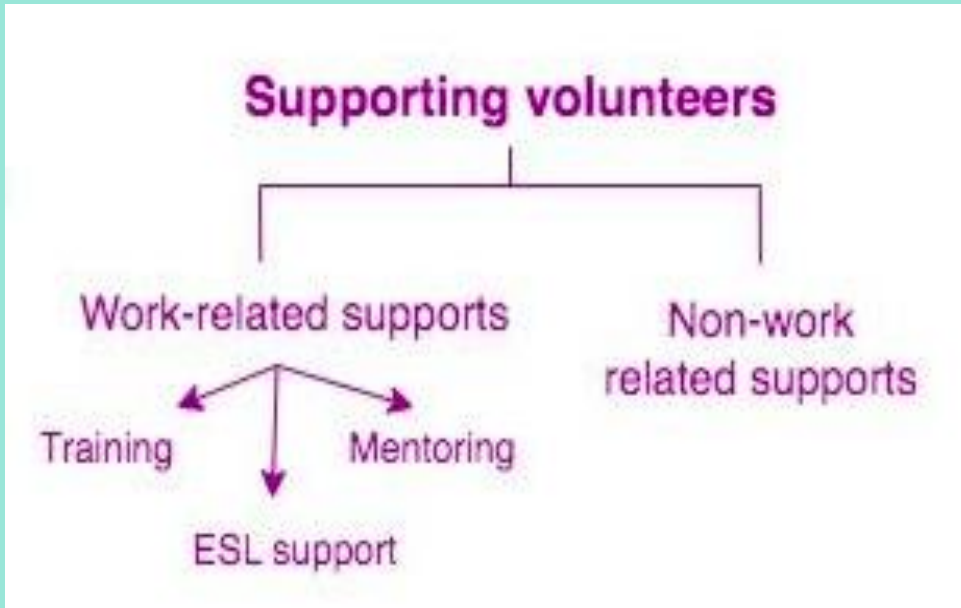 Supporting volunteers
Work-related supports
Non-work
related supports
Training
Mentoring
ESL support